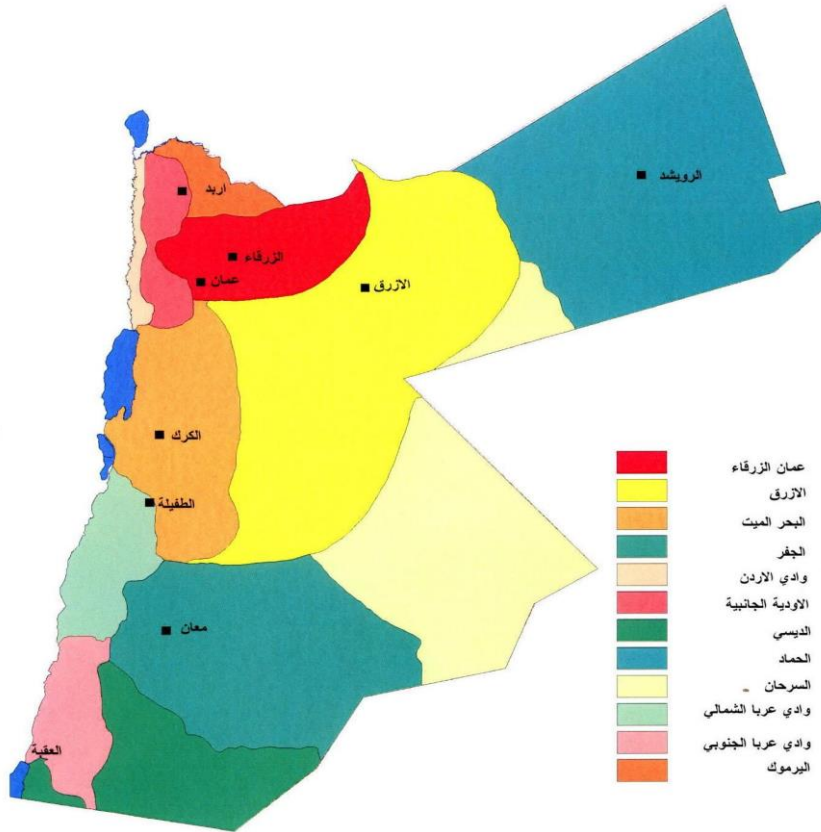 الرويشد
اربد
الزرقاء
عمان
الازرق
الكرك
الطفيلة
معان
العقبة
عمان الزرقاء
الازرق
البحر الميت
الجفر
وادي الاردن
الاودية الجانبية
الديسي
الحماد
السرحان
وادي عربا الشمالي
وادي عربا الجنوبي
اليرموك